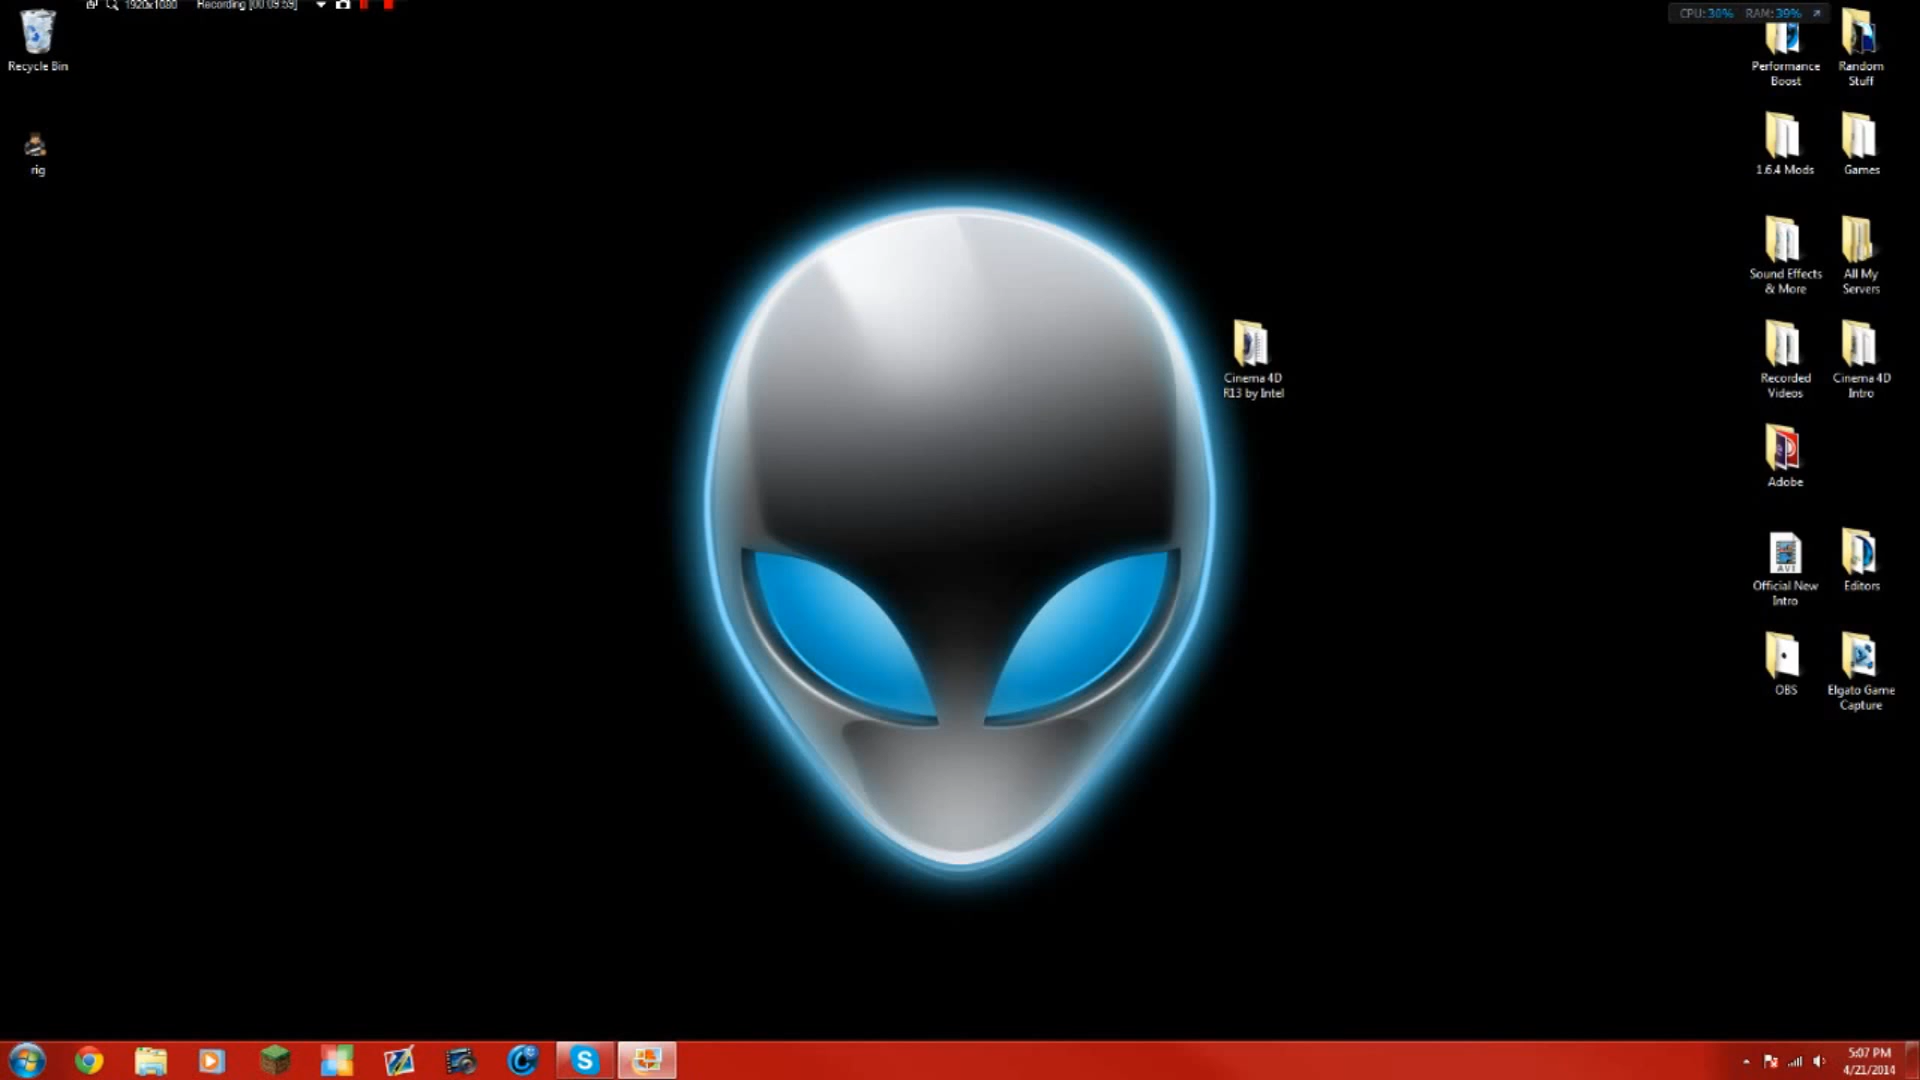 1920x1080 Recording [00:09:59]
CPU:30% RAM:39%
Recycle Bin
rig
Performance
Boost
Random
Stuff
1.6.4 Mods
Games
Sound Effects
& More
All My
Servers
Recorded
Videos
Cinema 4D
Intro
Cinema 4D
R13 by Intel
Adobe
AVI
Official New
Intro
Editors
OBS
Elgato Game
Capture
5:07 PM
4/21/2014